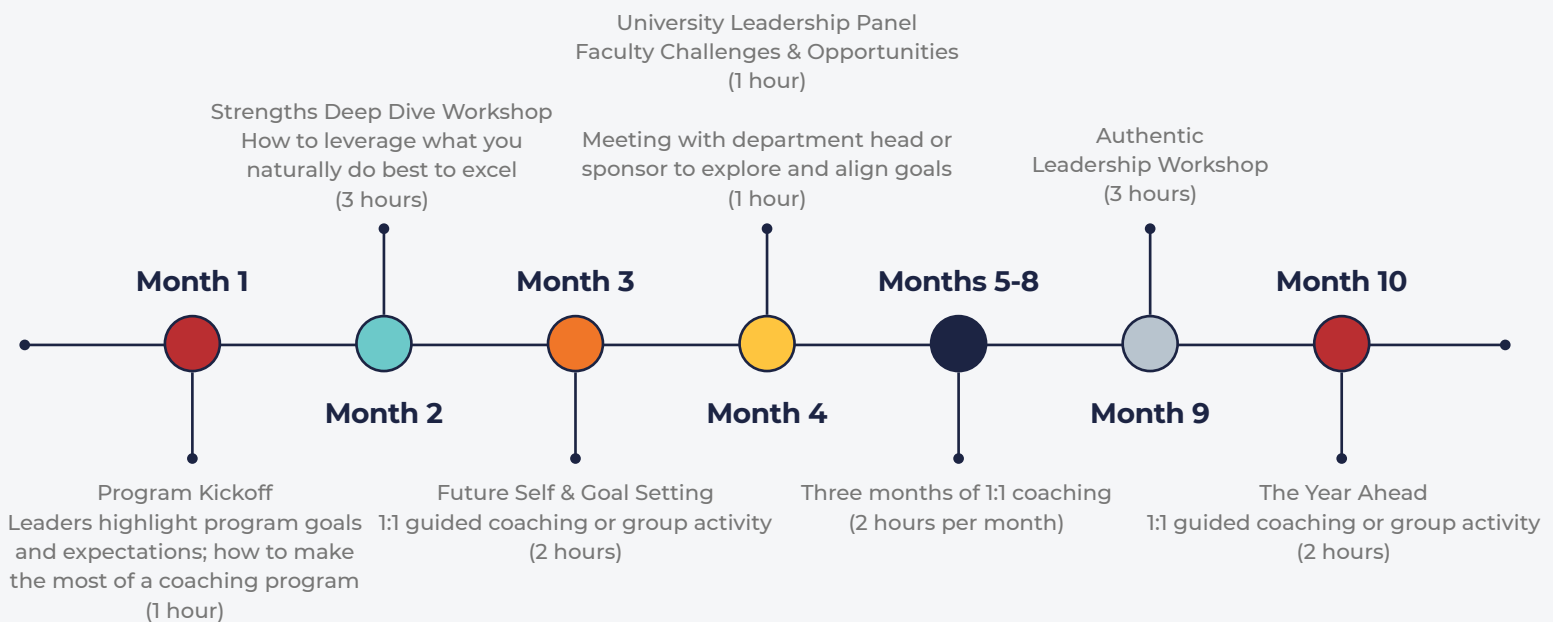 University Leadership Panel
Faculty Challenges & Opportunities
(1 hour)
Strengths Deep Dive Workshop
How to leverage what you
naturally do best to excel
(3 hours)
Meeting with department head or
sponsor to explore and align goals
(1 hour)
Authentic
Leadership Workshop
(3 hours)
Month 1
Month 3
Months 5-8
Month 10
Month 2
Month 4
Month 9
Program Kickoff
Leaders highlight program goals
and expectations; how to make
the most of a coaching program
(1 hour)
Future Self & Goal Setting
1:1 guided coaching or group activity
(2 hours)
Three months of 1:1 coaching
(2 hours per month)
The Year Ahead
1:1 guided coaching or group activity
(2 hours)